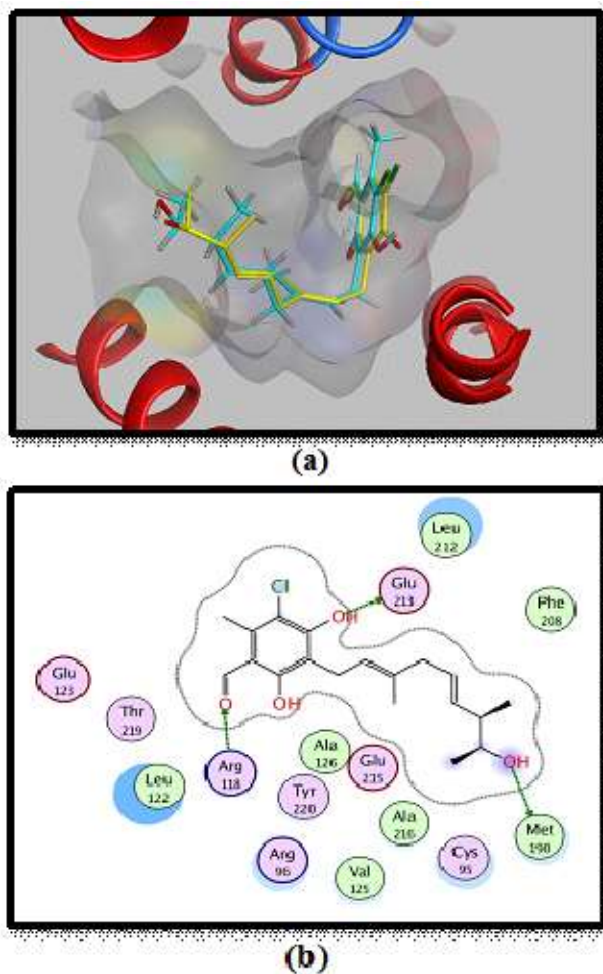 (a)
Leu
212
Cl
OH
Glu
213
Phe
208
Glu
123
Thr
219
O
OH
Ala
126
Glu
215
OH
Leu
122
Arg
118
Tyr
220
Ala
216
Met
190
Arg
96
Val
125
Cys
95
(b)